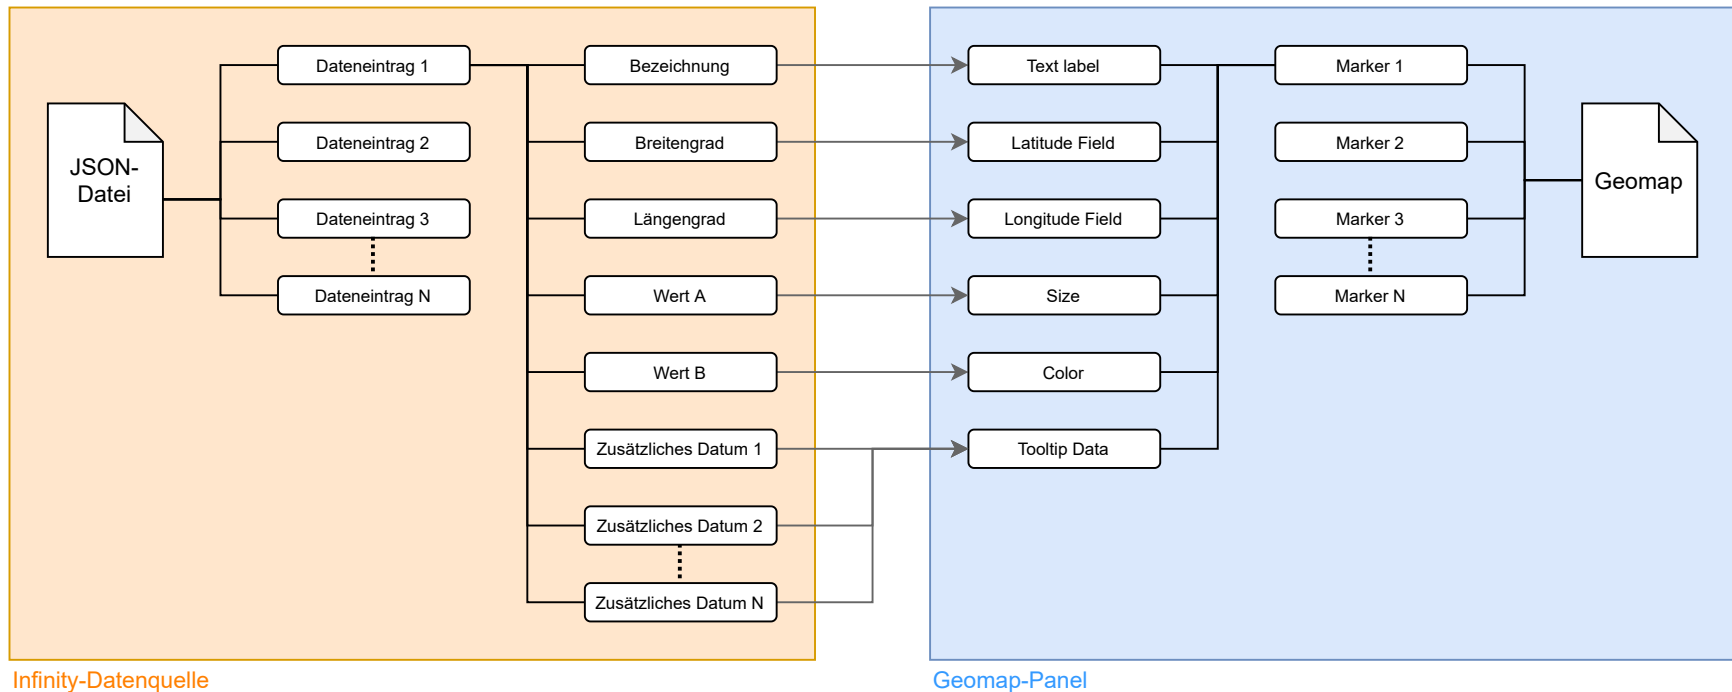 Dateneintrag 1
Bezeichnung
Text label
Marker 1
Dateneintrag 2
Breitengrad
Latitude Field
Marker 2
JSON-
Datei
Geomap
Dateneintrag 3
Längengrad
Longitude Field
Marker 3
Dateneintrag N
Wert A
Size
Marker N
Wert B
Color
Zusätzliches Datum 1
Tooltip Data
Zusätzliches Datum 2
Zusätzliches Datum N
Infinity-Datenquelle
Geomap-Panel